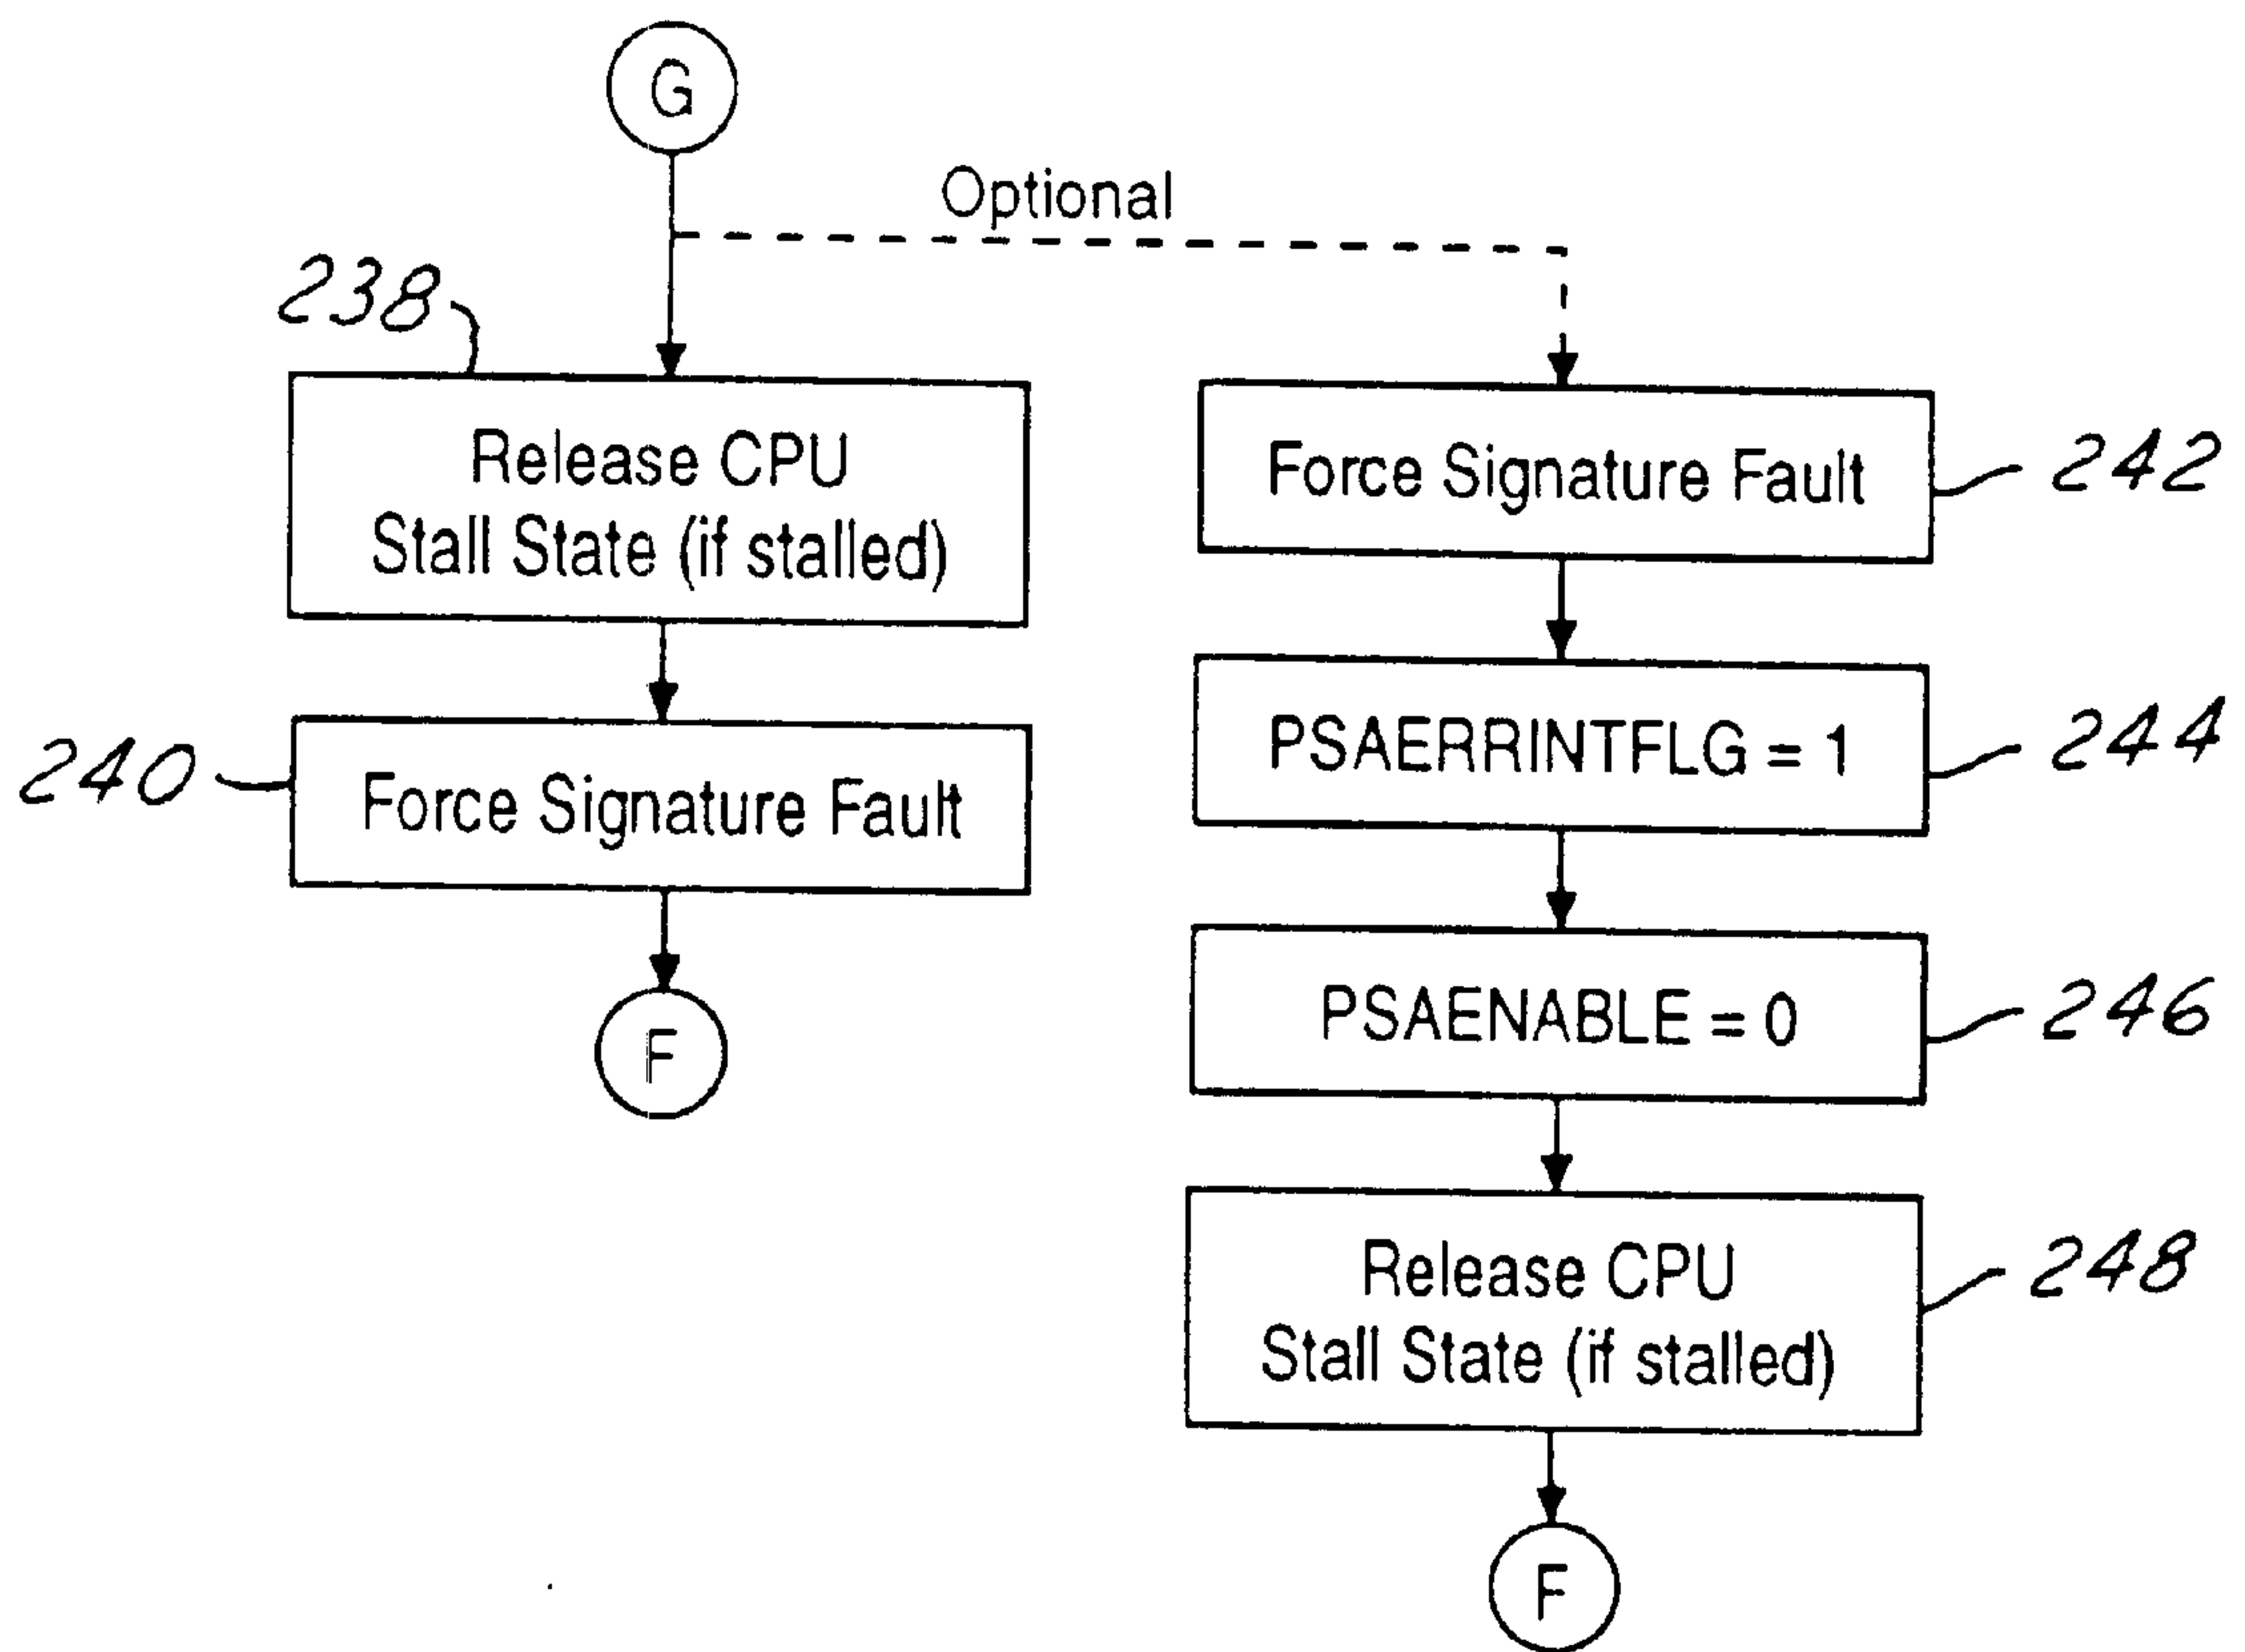 G
Optional
238
Release CPU
Stall State (if stalled)
240
Force Signature Fault
F
Force Signature Fault
242
PSAERRINTFLG = 1
244
PSAENABLE = 0
246
Release CPU
Stall State (if stalled)
248
F